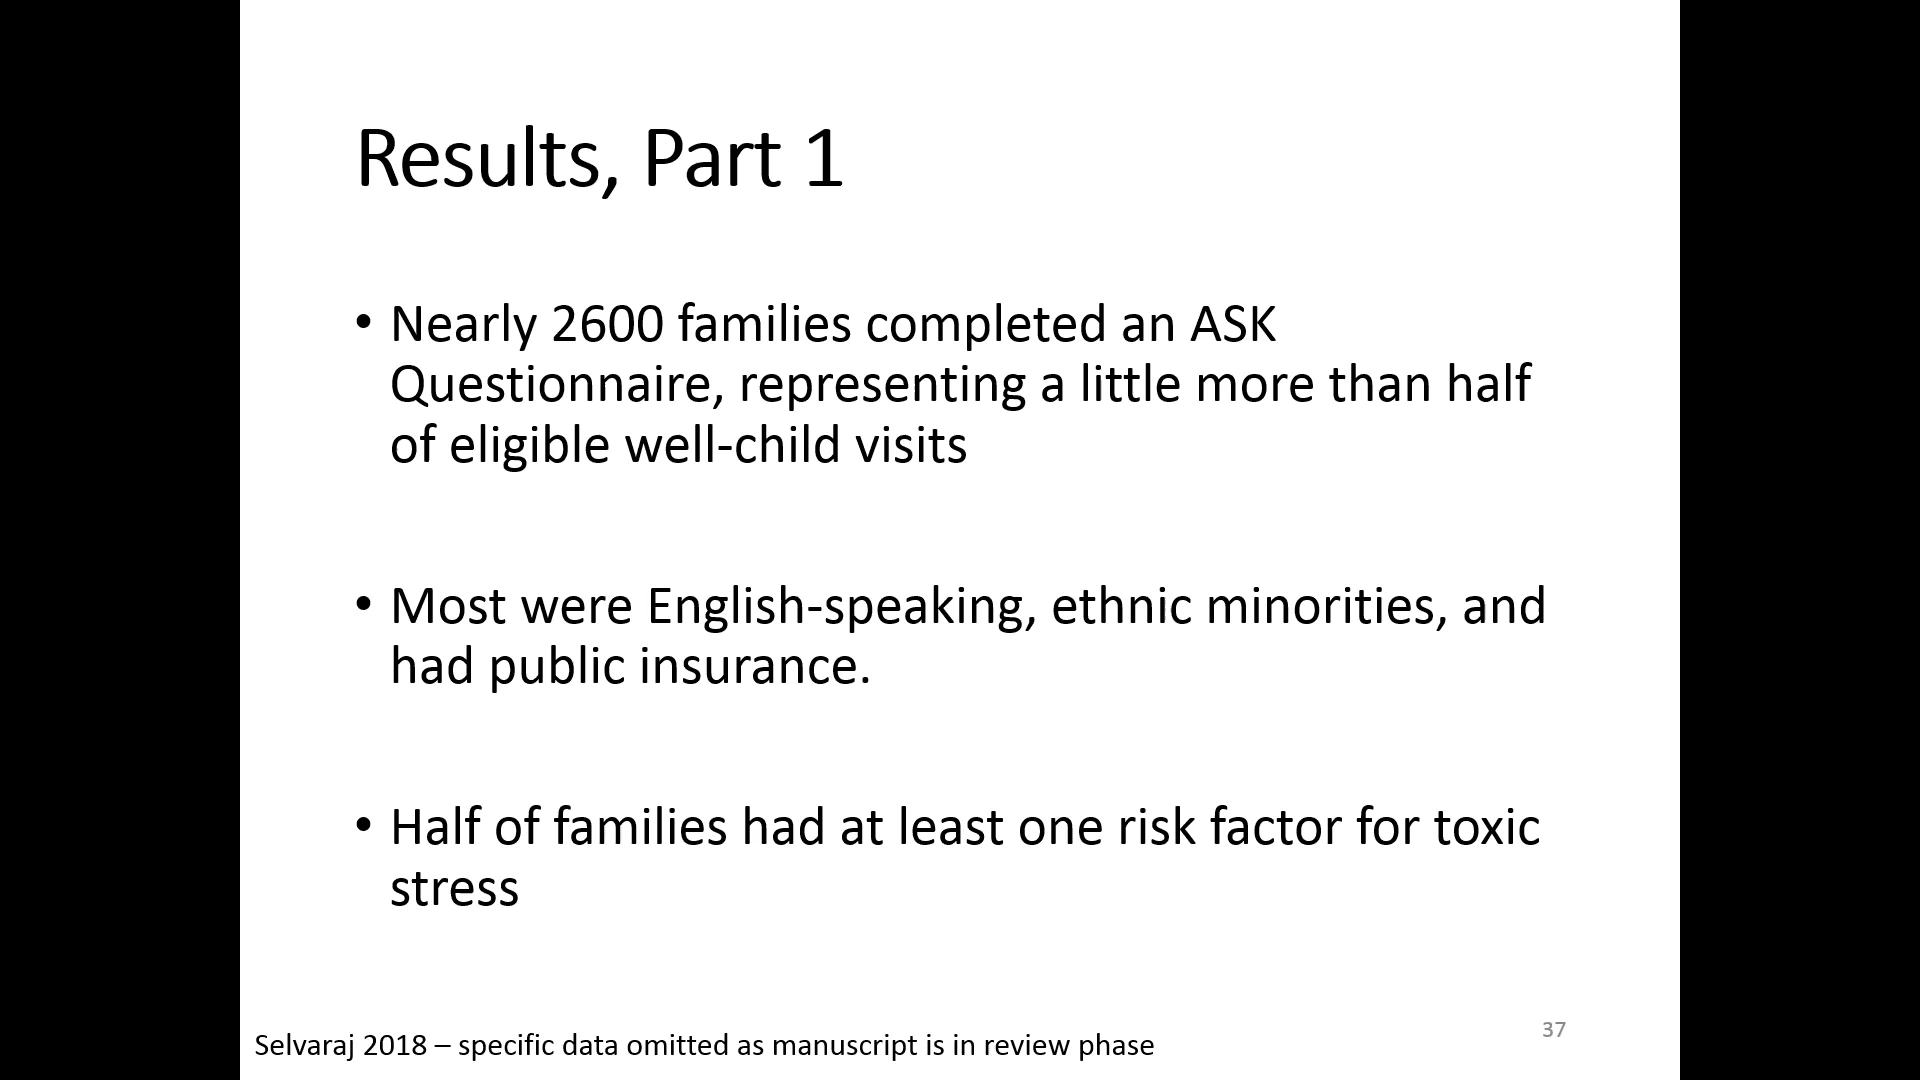 Results, Part 1
• Nearly 2600 families completed an ASK
Questionnaire, representing a little more than half
of eligible well-child visits
• Most were English-speaking, ethnic minorities, and
had public insurance.
• Half of families had at least one risk factor for toxic
stress
Selvaraj 2018 – specific data omitted as manuscript is in review phase
37